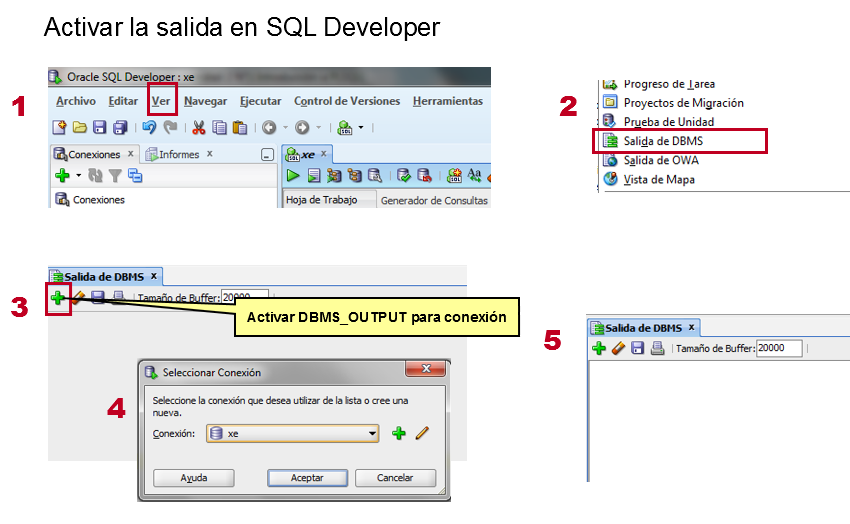 Activar la salida en SQL Developer
1
Oracle SQL Developer : xe
Archivo Editar Ver Navegar Ejecutar Control de Versiones Herramientas
Conexiones x Informes x
xe x
Conexiones
Hoja de Trabajo Generador de Consultas
2
Progreso de Tarea
Proyectos de Migración
Prueba de Unidad
Salida de DBMS
Salida de OWA
Vista de Mapa
3
Salida de DBMS x
Tamaño de Buffer: 20000
Activar DBMS_OUTPUT para conexión
4
Seleccionar Conexión
Seleccione la conexión que desea utilizar de la lista o cree una
nueva.
Conexión: xe
Ayuda Aceptar Cancelar
5
Salida de DBMS x
Tamaño de Buffer: 20000